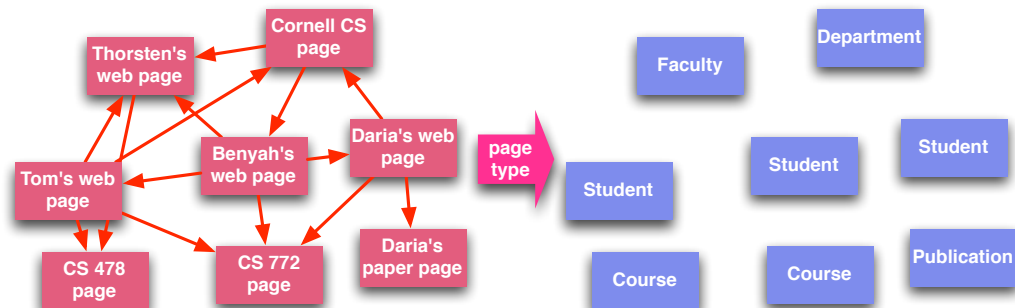 Cornell CS
page
Thorsten's
web page
Benyah's
web page
Daria's web
page
Tom's web
page
CS 478
page
CS 772
page
Daria's
paper page
page
type
Department
Faculty
Student
Student
Student
Course
Course
Publication